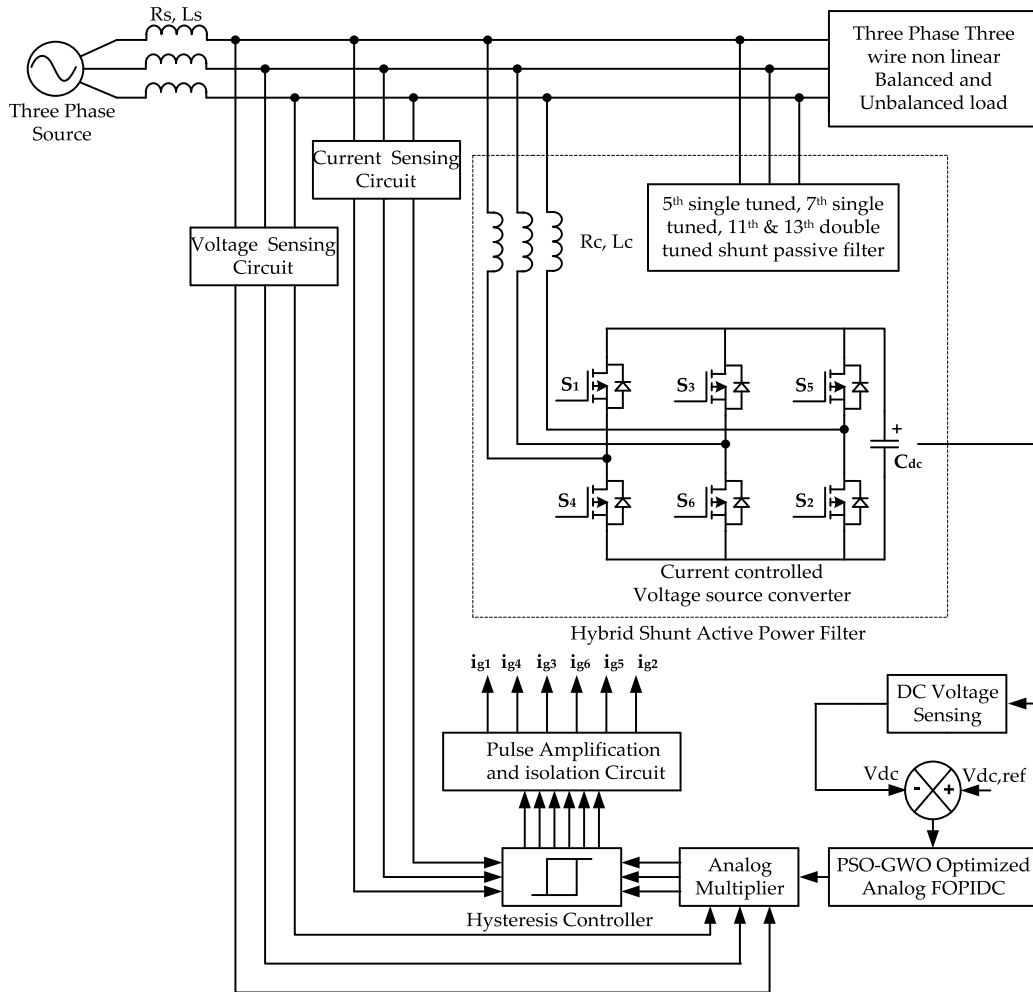 Rs, Ls
Three Phase
Source
Three Phase Three
wire non linear
Balanced and
Unbalanced load
Current Sensing
Circuit
Voltage Sensing
Circuit
Rc, Lc
5th single tuned, 7th single
tuned, 11th & 13th double
tuned shunt passive filter
S1
S3
S5
+
Cdc
S4
S6
S2
Current controlled
Voltage source converter
Hybrid Shunt Active Power Filter
ig1 ig4 ig3 ig6 ig5 ig2
Pulse Amplification
and isolation Circuit
DC Voltage
Sensing
Vdc
- +
Vdc,ref
PSO-GWO Optimized
Analog FOPIDC
Analog
Multiplier
Hysteresis Controller